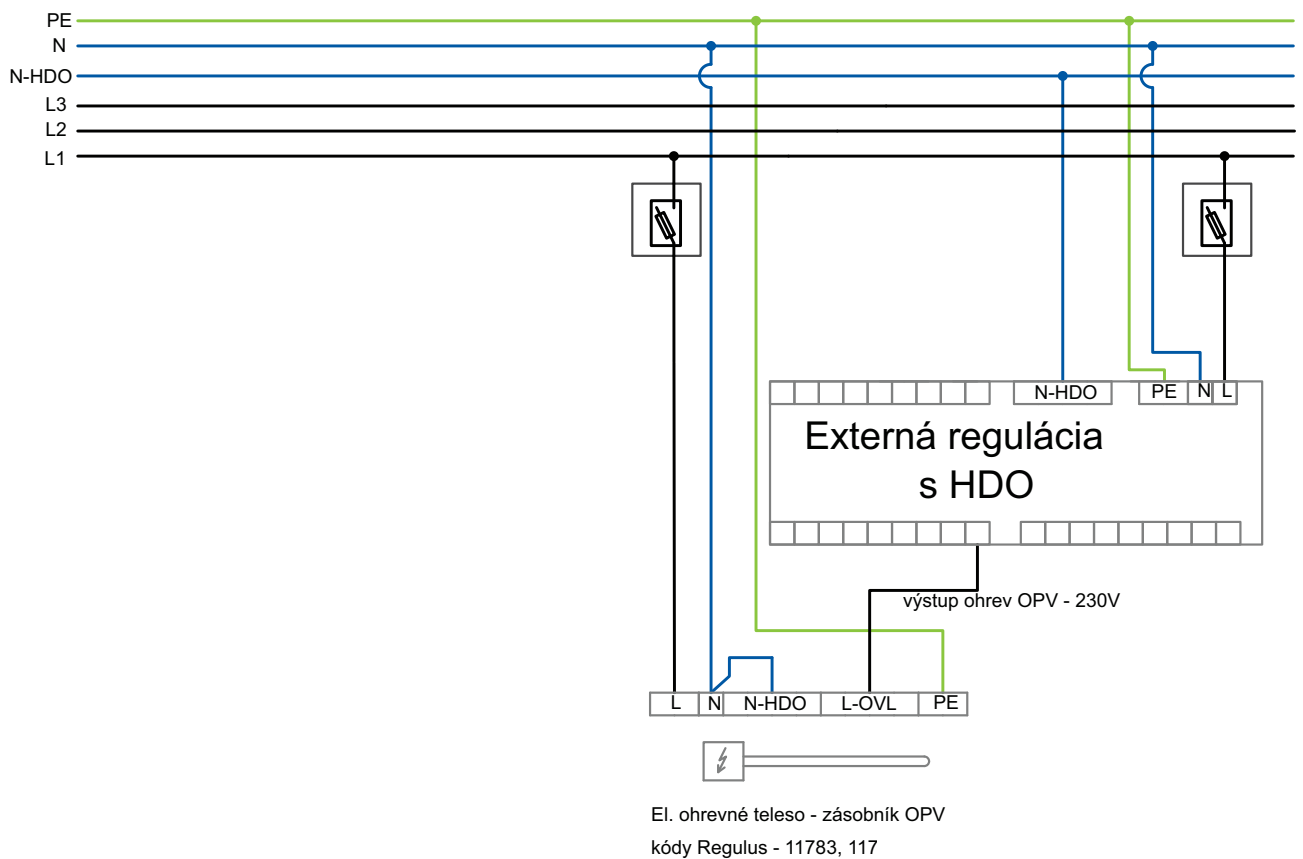 PE
N
N-HDO
L3
L2
L1
N-HDO PE N L
Externá regulácia
s HDO
výstup ohrev OPV - 230V
L N N-HDO L-OVL PE
El. ohrevné teleso - zásobník OPV
kódy Regulus - 11783, 117